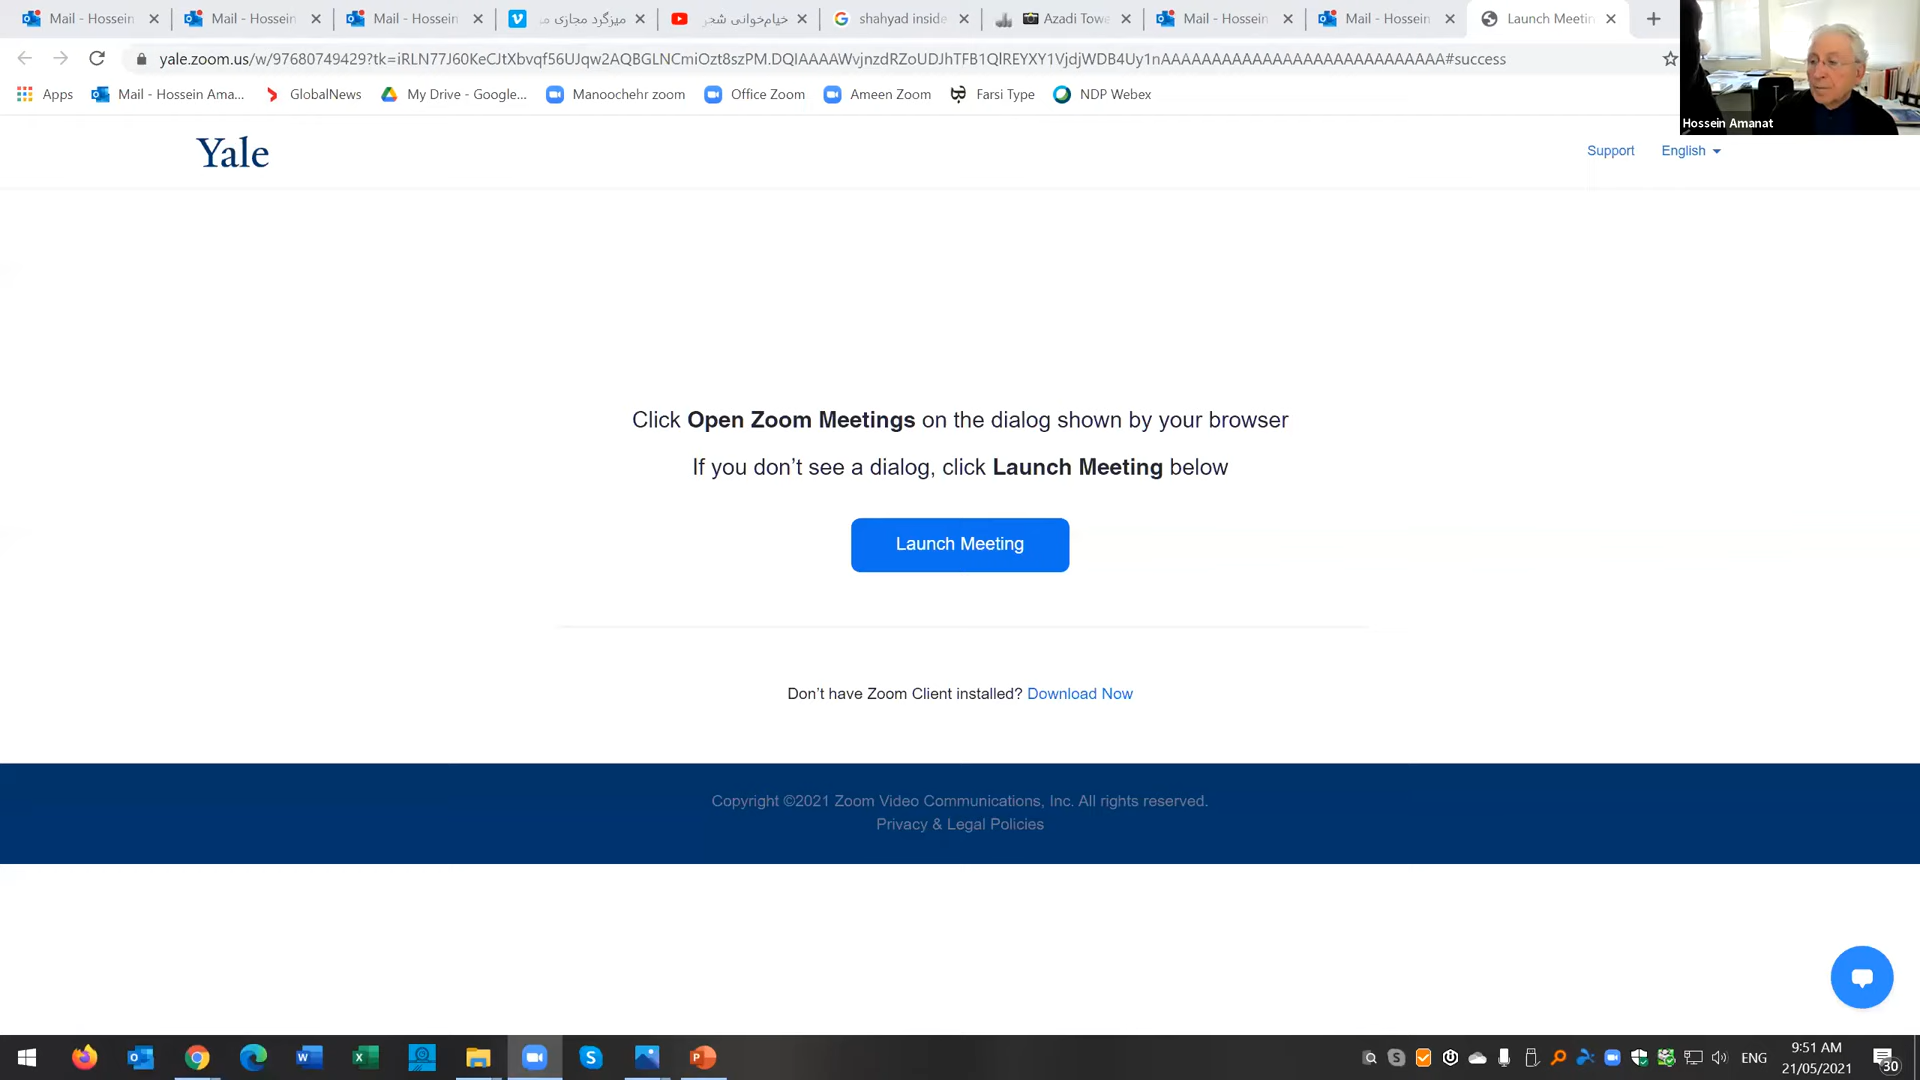 Mail - Hossein
Mail - Hossein
Mail - Hossein
میزگرد مجازی مر
خیام‌خوانی شجر
shahyad inside
Azadi Towe
Mail - Hossein
Mail - Hossein
Launch Meetin
yale.zoom.us/w/97680749429?tk=iRLN77J60KeCJtXbvqf56UJqw2AQBGLNCmiOzt8szPM.DQIAAAAWvjnzdRZoUDJhTFB1QlREYXY1VjdjWDB4Uy1nAAAAAAAAAAAAAAAAAAAAAAAAAAAA#success
Apps
Mail - Hossein Ama...
GlobalNews
My Drive - Google...
Manoochehr zoom
Office Zoom
Ameen Zoom
Farsi Type
NDP Webex
Hossein Amanat
Yale
Support
English
Click Open Zoom Meetings on the dialog shown by your browser
If you don’t see a dialog, click Launch Meeting below
Launch Meeting
Don’t have Zoom Client installed? Download Now
Copyright ©2021 Zoom Video Communications, Inc. All rights reserved.
Privacy & Legal Policies
ENG
9:51 AM
21/05/2021
30